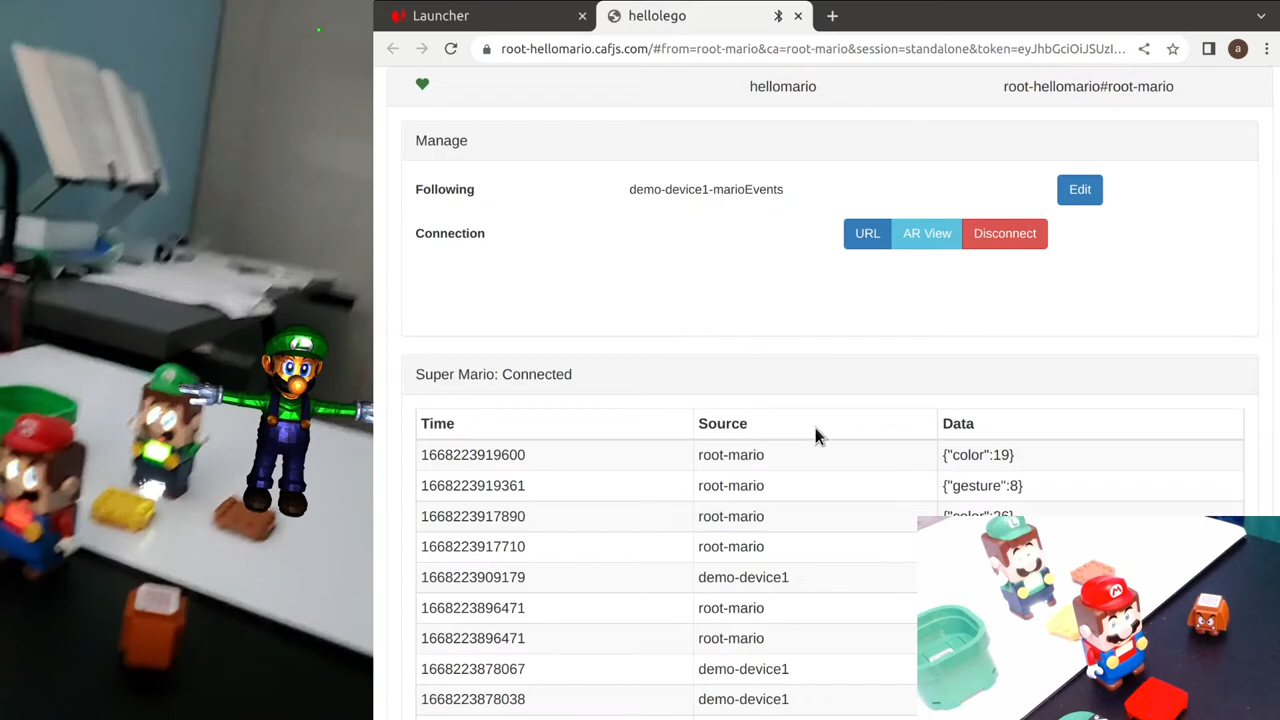 Launcher
hellolego
root-hellomario.cafjs.com/#from=root-mario&ca=root-mario&session=standalone&token=eyJhbGciOiJSUzI...
a
hellomario
root-hellomario#root-mario
Manage
Following demo-device1-marioEvents Edit
Connection URL AR View Disconnect
Super Mario: Connected
Time Source Data
1668223919600 root-mario {"color":19}
1668223919361 root-mario {"gesture":8}
1668223917890 root-mario {"color":26}
1668223917710 root-mario
1668223909179 demo-device1
1668223896471 root-mario
1668223896471 root-mario
1668223878067 demo-device1
1668223878038 demo-device1
L
M